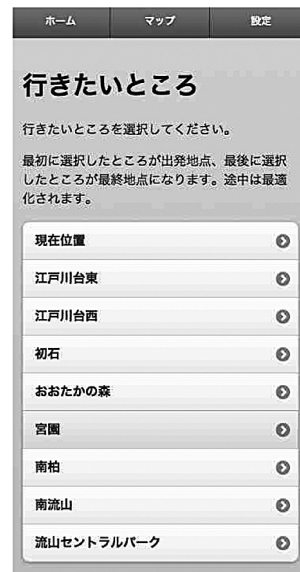 ホーム マップ 設定
行きたいところ
行きたいところを選択してください。
最初に選択したところが出発地点、最後に選択
したところが最終地点になります。途中は最適
化されます。
現在位置
江戸川台東
江戸川台西
初石
おおたかの森
宮園
南柏
南流山
流山セントラルパーク